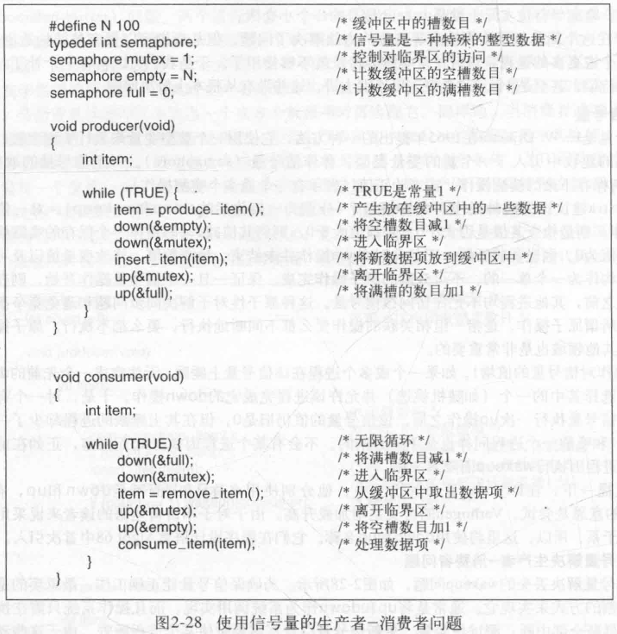 #define N 100 /* 缓冲区中的槽数目 */
typedef int semaphore; /* 信号量是一种特殊的整型数据 */
semaphore mutex = 1; /* 控制对临界区的访问 */
semaphore empty = N; /* 计数缓冲区的空槽数目 */
semaphore full = 0; /* 计数缓冲区的满槽数目 */
void producer(void)
{
int item;
while (TRUE) { /* TRUE是常量1 */
item = produce_item(); /* 产生放在缓冲区中的一些数据 */
down(&empty); /* 将空槽数目减1 */
down(&mutex); /* 进入临界区 */
insert_item(item); /* 将新数据项放到缓冲区中 */
up(&mutex); /* 离开临界区 */
up(&full); /* 将满槽的数目加1 */
}
}
void consumer(void)
{
int item;
while (TRUE) { /* 无限循环 */
down(&full); /* 将满槽数目减1 */
down(&mutex); /* 进入临界区 */
item = remove_item(); /* 从缓冲区中取出数据项 */
up(&mutex); /* 离开临界区 */
up(&empty); /* 将空槽数目加1 */
consume_item(item); /* 处理数据项 */
}
}
图2-28 使用信号量的生产者-消费者问题